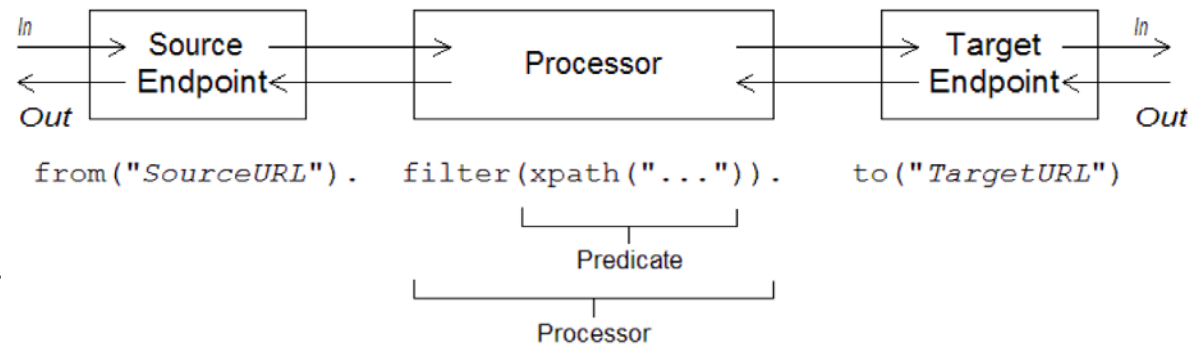 In
Source
Endpoint
Out
Processor
Target
Endpoint
In
Out
from("SourceURL"). filter(xpath("...")). to("TargetURL")
Predicate
Processor